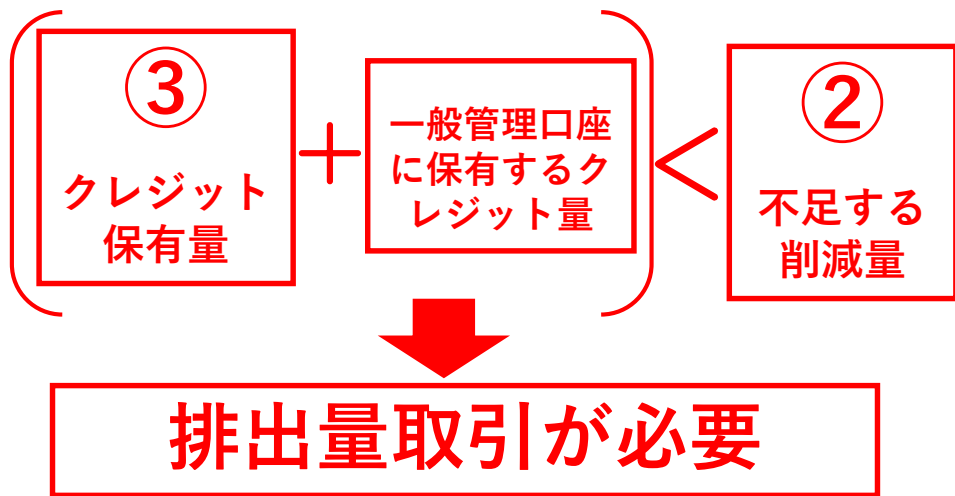 ③
クレジット
保有量
+
一般管理口座
に保有するク
レジット量
<
②
不足する
削減量
排出量取引が必要